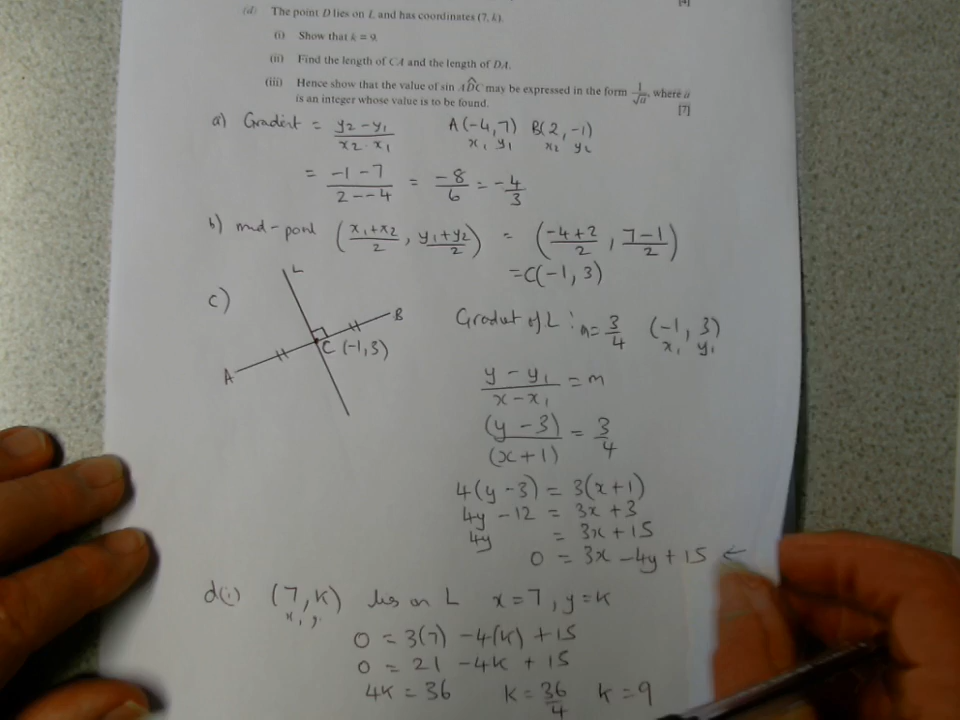 [4]
(d) The point D lies on L and has coordinates (7, k).
(i) Show that k = 9.
(ii) Find the length of CA and the length of DA.
(iii) Hence show that the value of sin AD̂C may be expressed in the form 1/√a, where a
is an integer whose value is to be found.
[7]
a) Gradient = (y₂ - y₁)/(x₂ - x₁) A(-4, 7) B(2, -1)
x₁ y₁ x₂ y₂
= (-1 - 7)/(2 - -4) = -8/6 = -4/3
b) mid-point ((x₁+x₂)/2, (y₁+y₂)/2) = ((-4+2)/2, (7-1)/2)
= C(-1, 3)
c) L
A
B
C (-1, 3)
Gradient of L : m = 3/4 (-1, 3)
x₁ y₁
(y - y₁)/(x - x₁) = m
(y - 3)/(x + 1) = 3/4
4(y - 3) = 3(x + 1)
4y - 12 = 3x + 3
4y = 3x + 15
0 = 3x - 4y + 15 ←
d(i) (7, k) lies on L x = 7, y = k
x, y
0 = 3(7) - 4(k) + 15
0 = 21 - 4k + 15
4k = 36 k = 36/4 k = 9